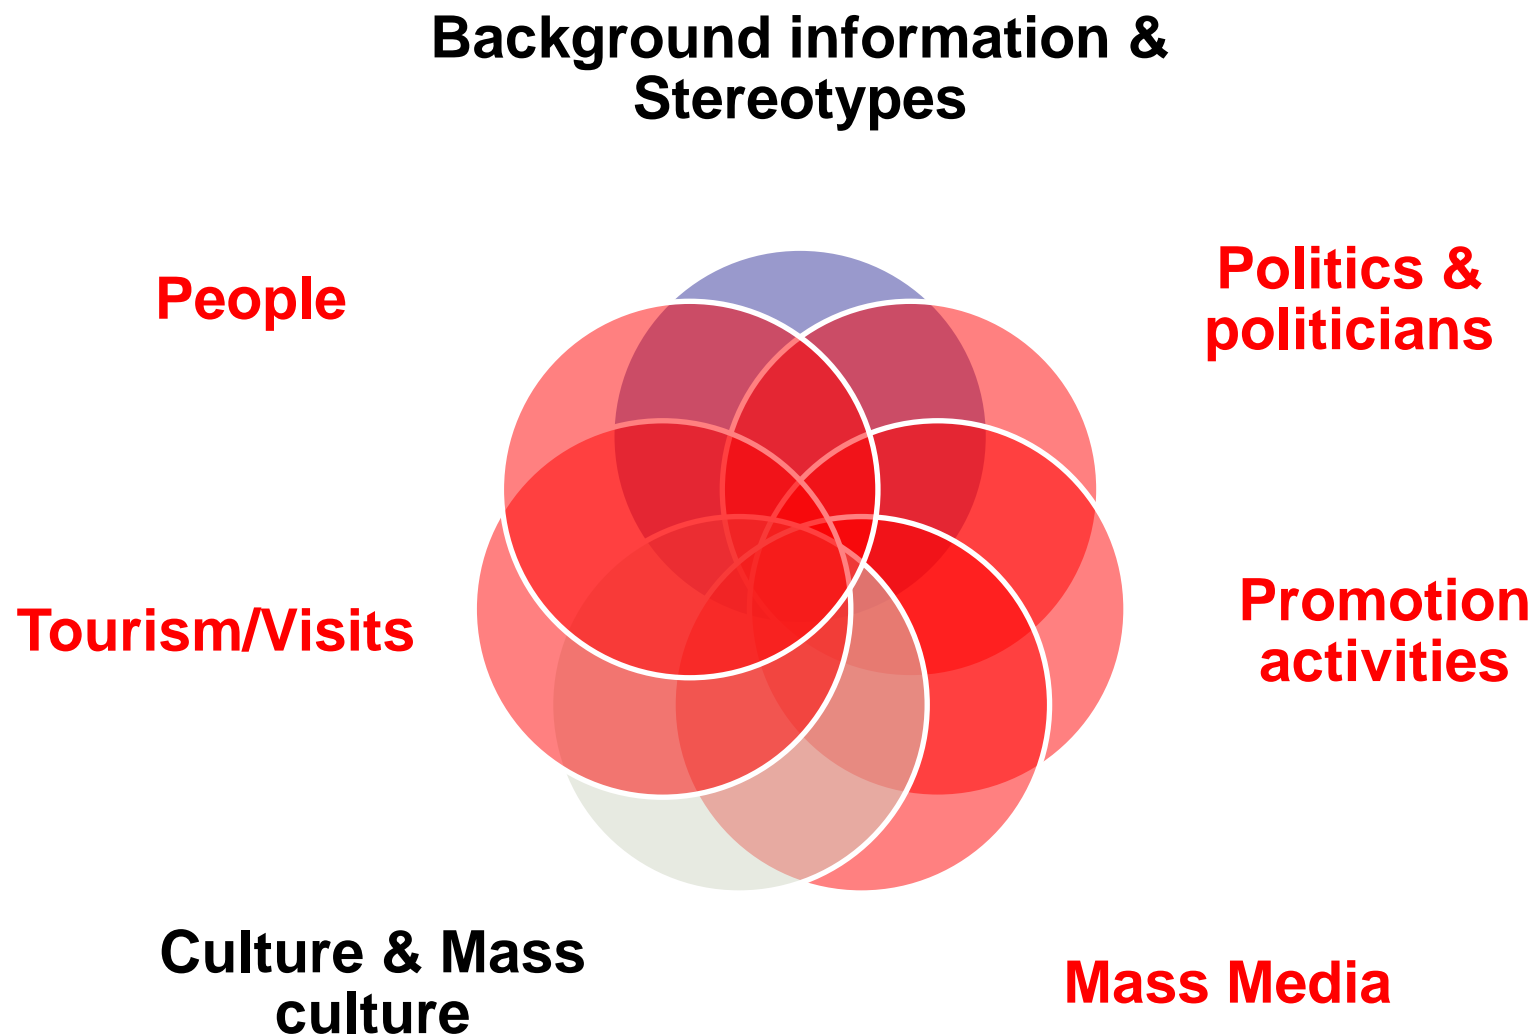 Background information &
Stereotypes
People
Politics &
politicians
Tourism/Visits
Promotion
activities
Culture & Mass
culture
Mass Media